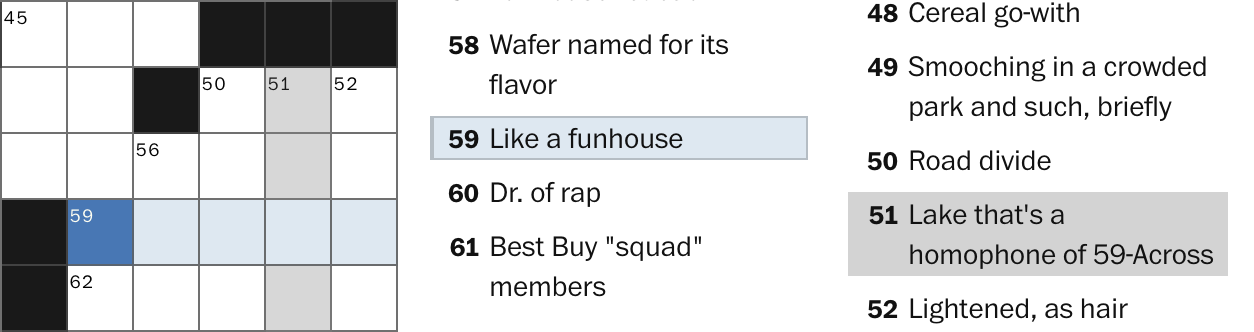 45
50 51 52
56
59
62
58 Wafer named for its
flavor
59 Like a funhouse
60 Dr. of rap
61 Best Buy "squad"
members
48 Cereal go-with
49 Smooching in a crowded
park and such, briefly
50 Road divide
51 Lake that's a
homophone of 59-Across
52 Lightened, as hair